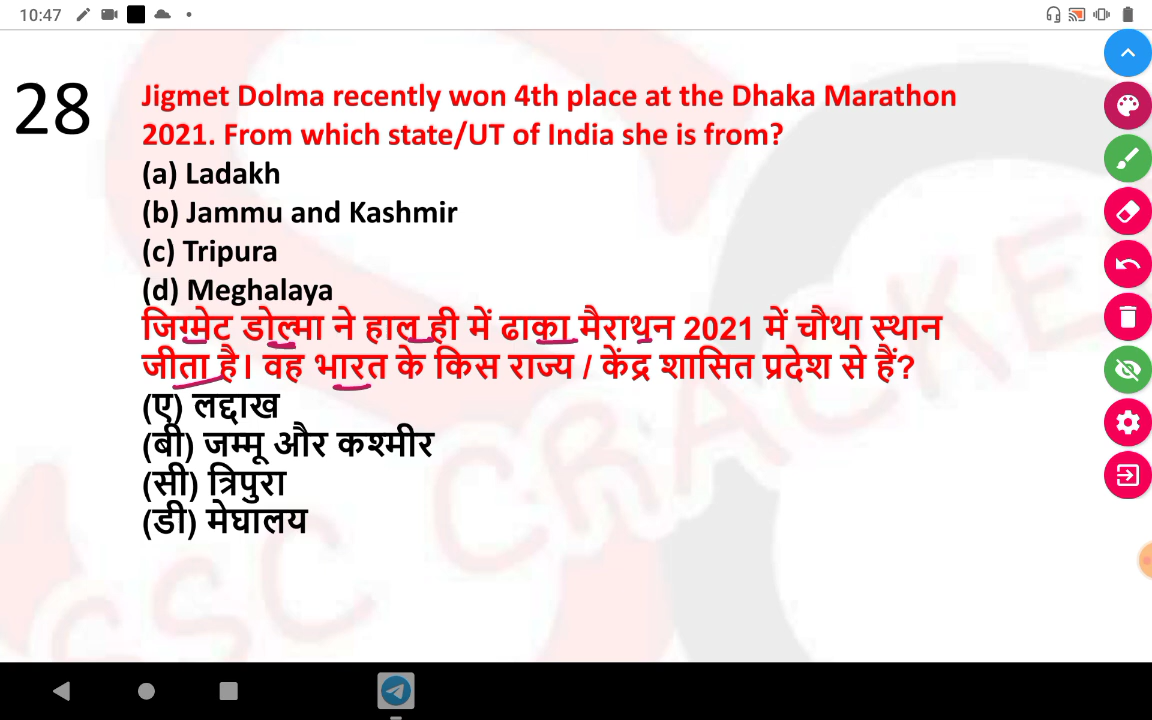 10:47
28
Jigmet Dolma recently won 4th place at the Dhaka Marathon
2021. From which state/UT of India she is from?
(a) Ladakh
(b) Jammu and Kashmir
(c) Tripura
(d) Meghalaya
जिग्मेट डोल्मा ने हाल ही में ढाका मैराथन 2021 में चौथा स्थान
जीता है। वह भारत के किस राज्य / केंद्र शासित प्रदेश से हैं?
(ए) लद्दाख
(बी) जम्मू और कश्मीर
(सी) त्रिपुरा
(डी) मेघालय
SSC CRACKE